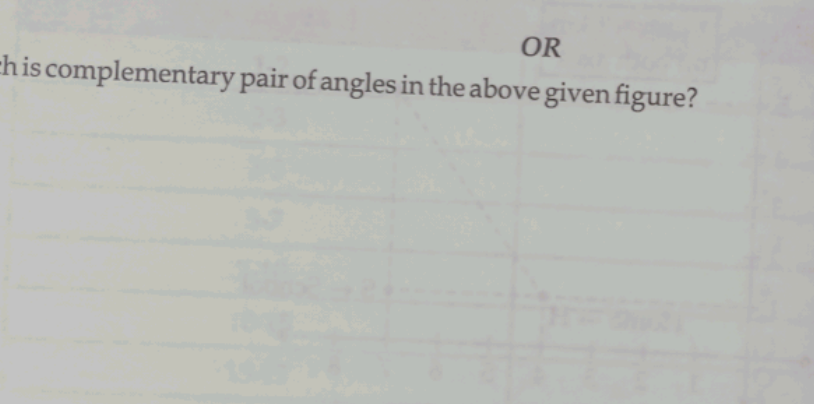 OR
h is complementary pair of angles in the above given figure?